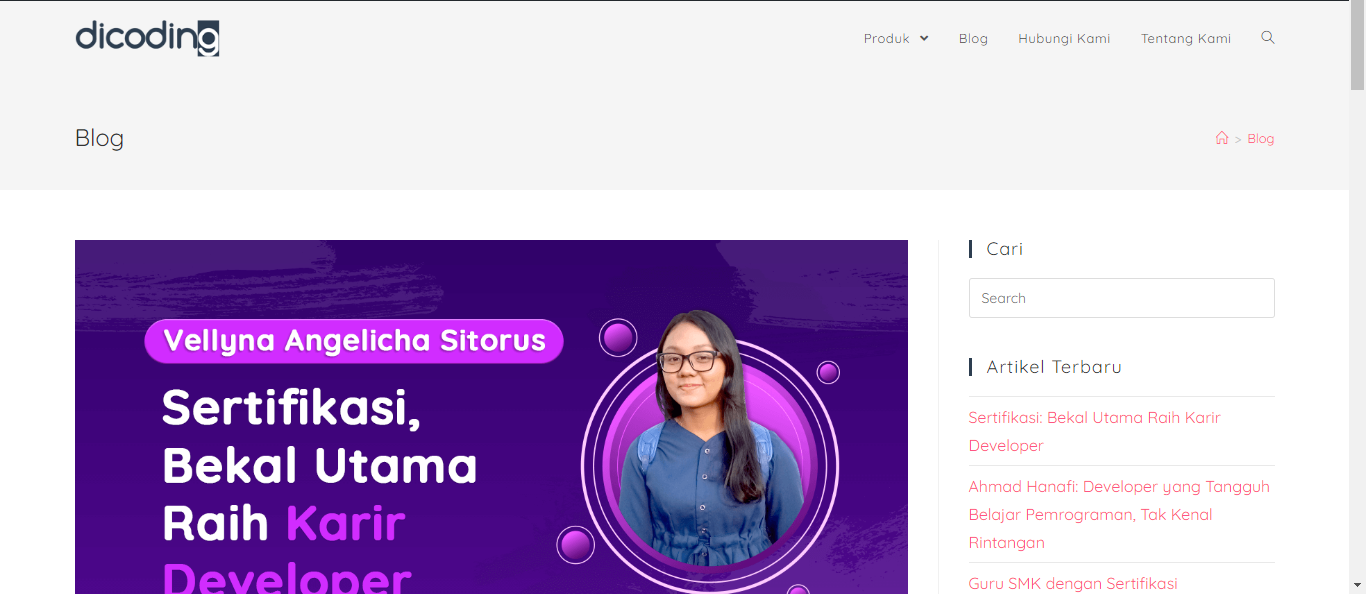 dicoding
Produk
Blog
Hubungi Kami
Tentang Kami
Blog
> Blog
Vellyna Angelicha Sitorus
Sertifikasi,
Bekal Utama
Raih Karir
Developer
Cari
Search
Artikel Terbaru
Sertifikasi: Bekal Utama Raih Karir
Developer
Ahmad Hanafi: Developer yang Tangguh
Belajar Pemrograman, Tak Kenal
Rintangan
Guru SMK dengan Sertifikasi